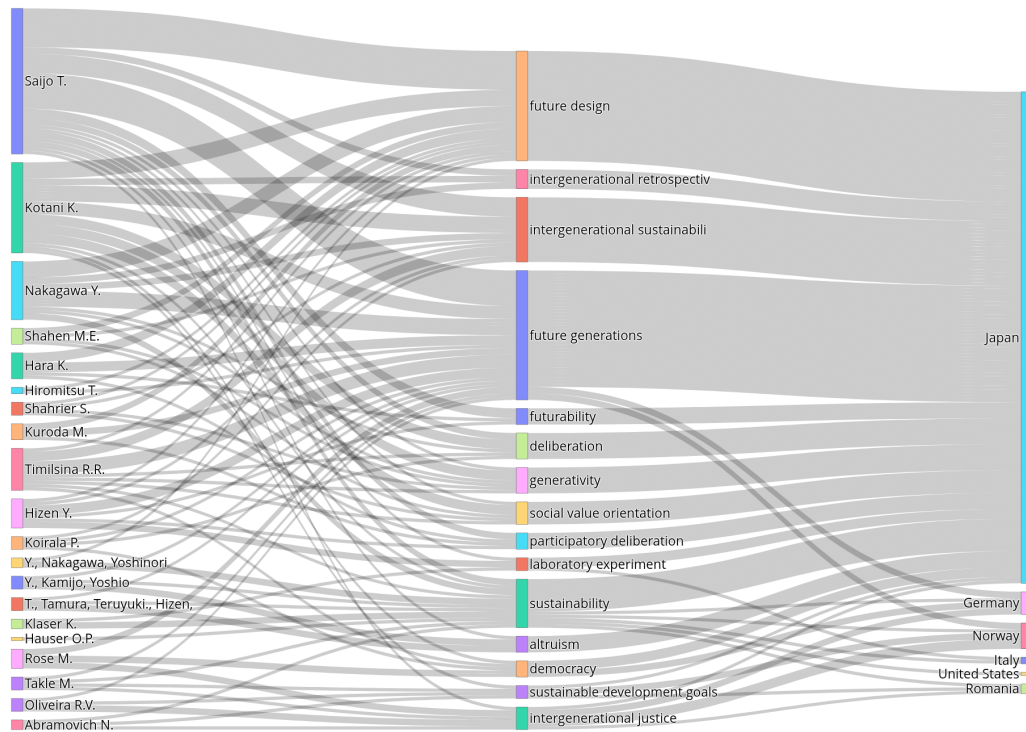 Saijo T.
Kotani K.
Nakagawa Y.
Shahen M.E.
Hara K.
Hiromitsu T.
Shahrier S.
Kuroda M.
Timilsina R.R.
Hizen Y.
Koirala P.
Y., Nakagawa, Yoshinori
Y., Kamijo, Yoshio
T., Tamura, Teruyuki., Hizen,
Klaser K.
Hauser O.P.
Rose M.
Takle M.
Oliveira R.V.
Abramovich N.
future design
intergenerational retrospectiv
intergenerational sustainabili
future generations
futurability
deliberation
generativity
social value orientation
participatory deliberation
laboratory experiment
sustainability
altruism
democracy
sustainable development goals
intergenerational justice
Japan
Germany
Norway
Italy
United States
Romania